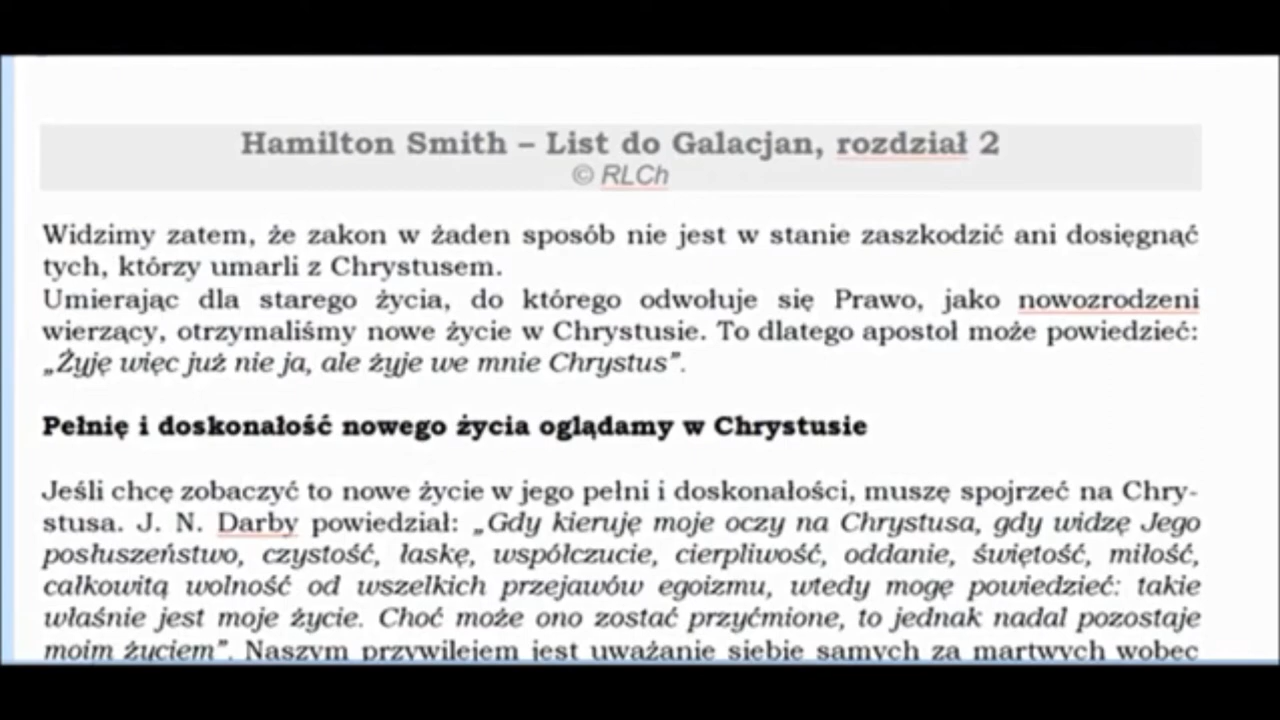 Hamilton Smith – List do Galacjan, rozdział 2
© RLCh
Widzimy zatem, że zakon w żaden sposób nie jest w stanie zaszkodzić ani dosięgnąć
tych, którzy umarli z Chrystusem.
Umierając dla starego życia, do którego odwołuje się Prawo, jako nowozrodzeni
wierzący, otrzymaliśmy nowe życie w Chrystusie. To dlatego apostoł może powiedzieć:
„Żyję więc już nie ja, ale żyje we mnie Chrystus”.
Pełnię i doskonałość nowego życia oglądamy w Chrystusie
Jeśli chcę zobaczyć to nowe życie w jego pełni i doskonałości, muszę spojrzeć na Chry-
stusa. J. N. Darby powiedział: „Gdy kieruję moje oczy na Chrystusa, gdy widzę Jego
posłuszeństwo, czystość, łaskę, współczucie, cierpliwość, oddanie, świętość, miłość,
całkowitą wolność od wszelkich przejawów egoizmu, wtedy mogę powiedzieć: takie
właśnie jest moje życie. Choć może ono zostać przyćmione, to jednak nadal pozostaje
moim życiem”. Naszym przywilejem jest uważanie siebie samych za martwych wobec